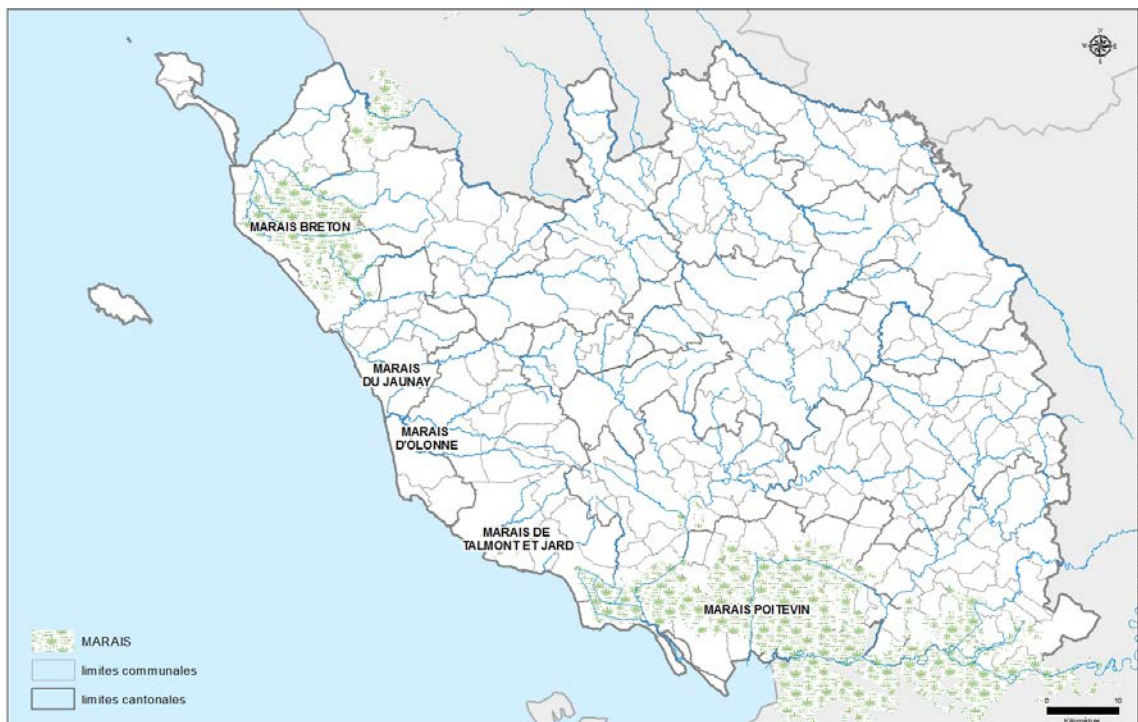 N
MARAIS BRETON
MARAIS
DU JAUNAY
MARAIS
D'OLONNE
MARAIS DE
TALMONT ET JARD
MARAIS POITEVIN
MARAIS
limites communales
limites cantonales
0 10
Kilomètres